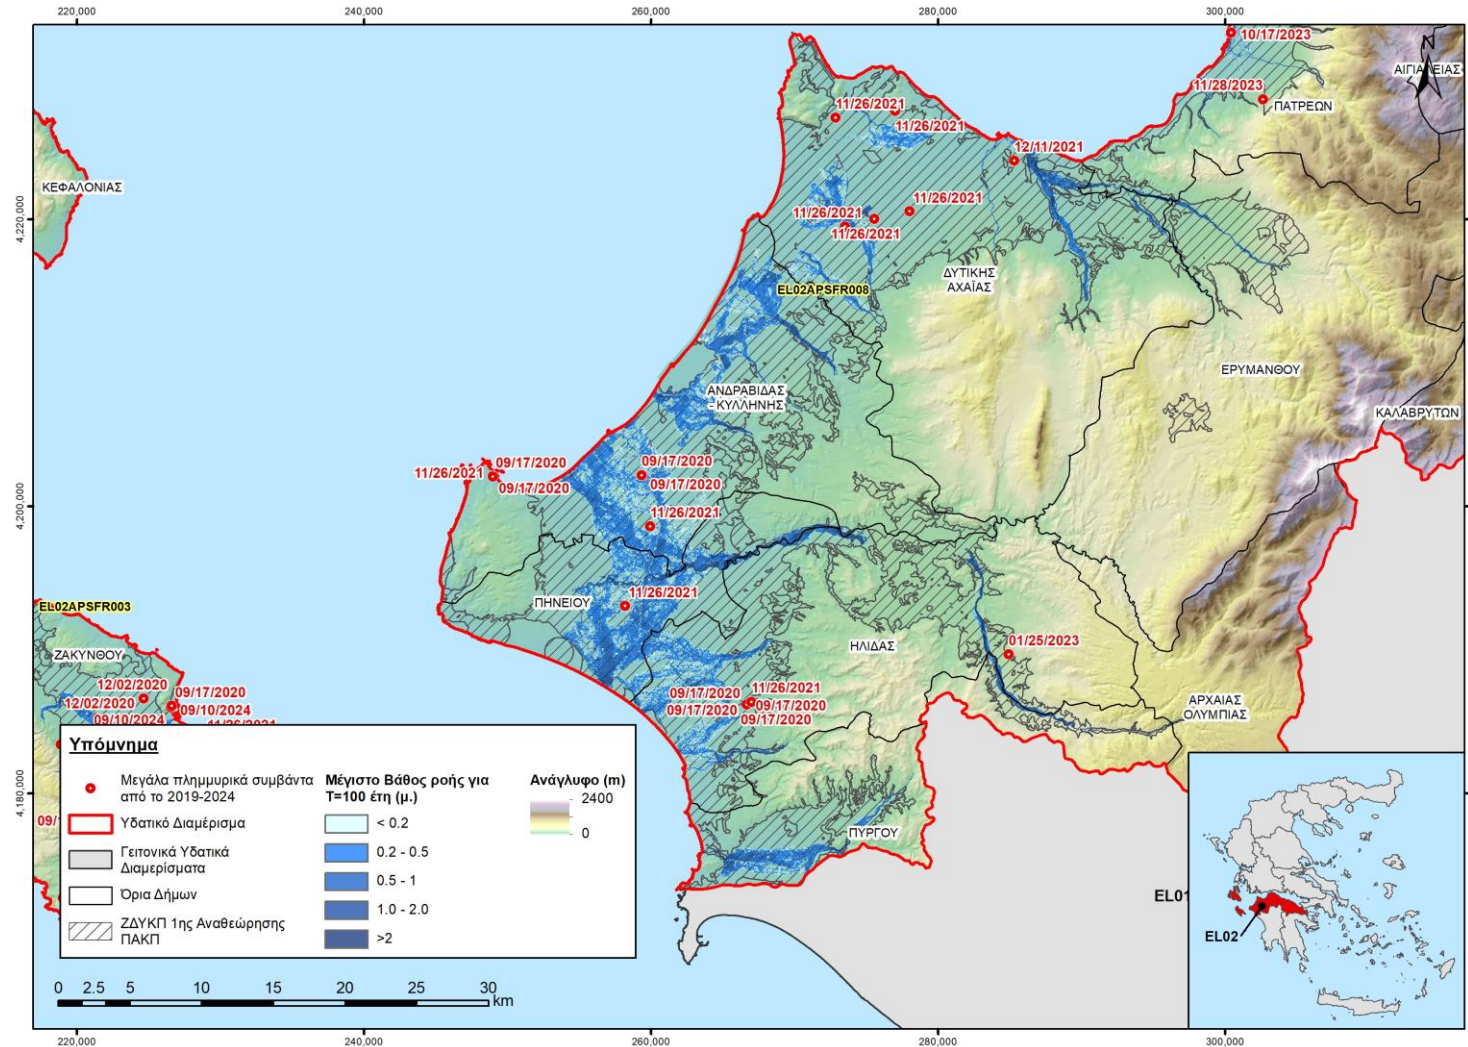 220,000
240,000
260,000
280,000
300,000
10/17/2023
N
ΑΙΓΙΑΛΕΙΑΣ
11/28/2023
ΠΑΤΡΕΩΝ
11/26/2021
11/26/2021
12/11/2021
ΚΕΦΑΛΟΝΙΑΣ
4,220,000
11/26/2021
11/26/2021
11/26/2021
ΔΥΤΙΚΗΣ
ΑΧΑΪΑΣ
EL02APSFR008
ΕΡΥΜΑΝΘΟΥ
ΑΝΔΡΑΒΙΔΑΣ
- ΚΥΛΛΗΝΗΣ
ΚΑΛΑΒΡΥΤΩΝ
11/26/2021
09/17/2020
09/17/2020
09/17/2020
09/17/2020
4,200,000
11/26/2021
11/26/2021
ΠΗΝΕΙΟΥ
EL02APSFR003
ΖΑΚΥΝΘΟΥ
ΗΛΙΔΑΣ
01/25/2023
12/02/2020
12/02/2020
09/10/2024
09/17/2020
09/10/2024
11/26/2021
09/17/2020
09/17/2020
11/26/2021
09/17/2020
09/17/2020
ΑΡΧΑΙΑΣ
ΟΛΥΜΠΙΑΣ
4,180,000
09/
ΠΥΡΓΟΥ
Υπόμνημα
Μεγάλα πλημμυρικά συμβάντα
από το 2019-2024
Υδατικό Διαμέρισμα
Γειτονικά Υδατικά
Διαμερίσματα
Όρια Δήμων
ΖΔΥΚΠ 1ης Αναθεώρησης
ΠΑΚΠ
Μέγιστο Βάθος ροής για
Τ=100 έτη (μ.)
< 0.2
0.2 - 0.5
0.5 - 1
1.0 - 2.0
>2
Ανάγλυφο (m)
2400
0
EL01
EL02
0 2.5 5 10 15 20 25 30
km
220,000
240,000
260,000
280,000
300,000